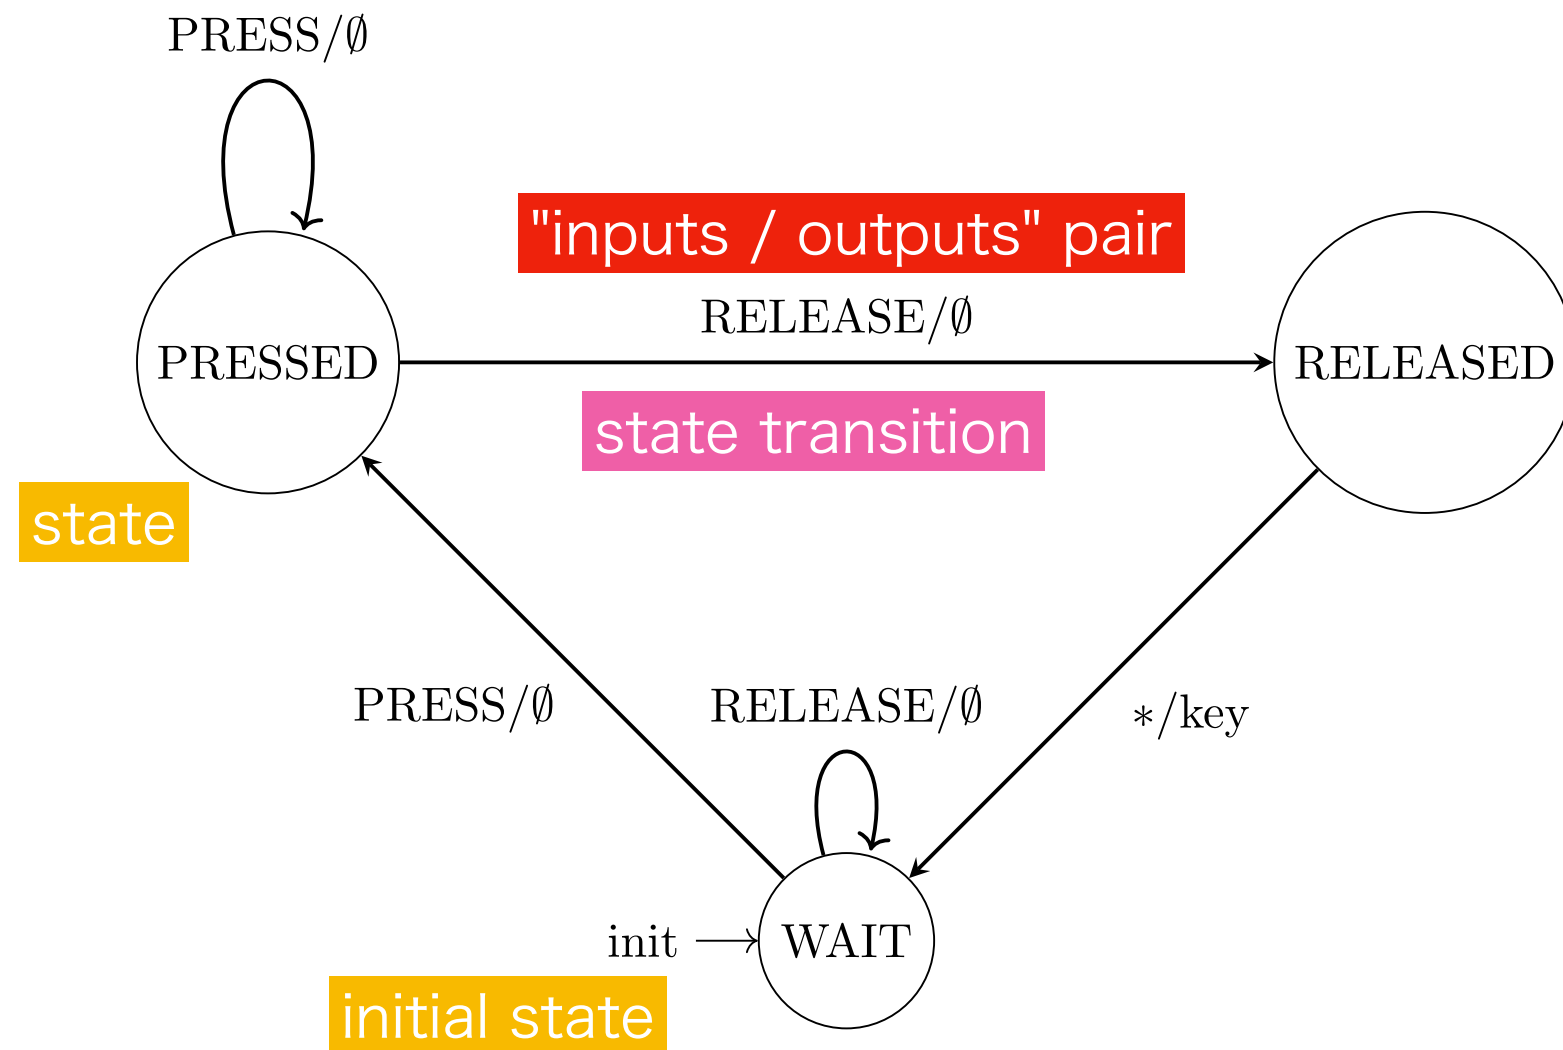 PRESS/∅
"inputs / outputs" pair
RELEASE/∅
PRESSED
RELEASED
state transition
state
PRESS/∅
RELEASE/∅
∗/key
init
WAIT
initial state